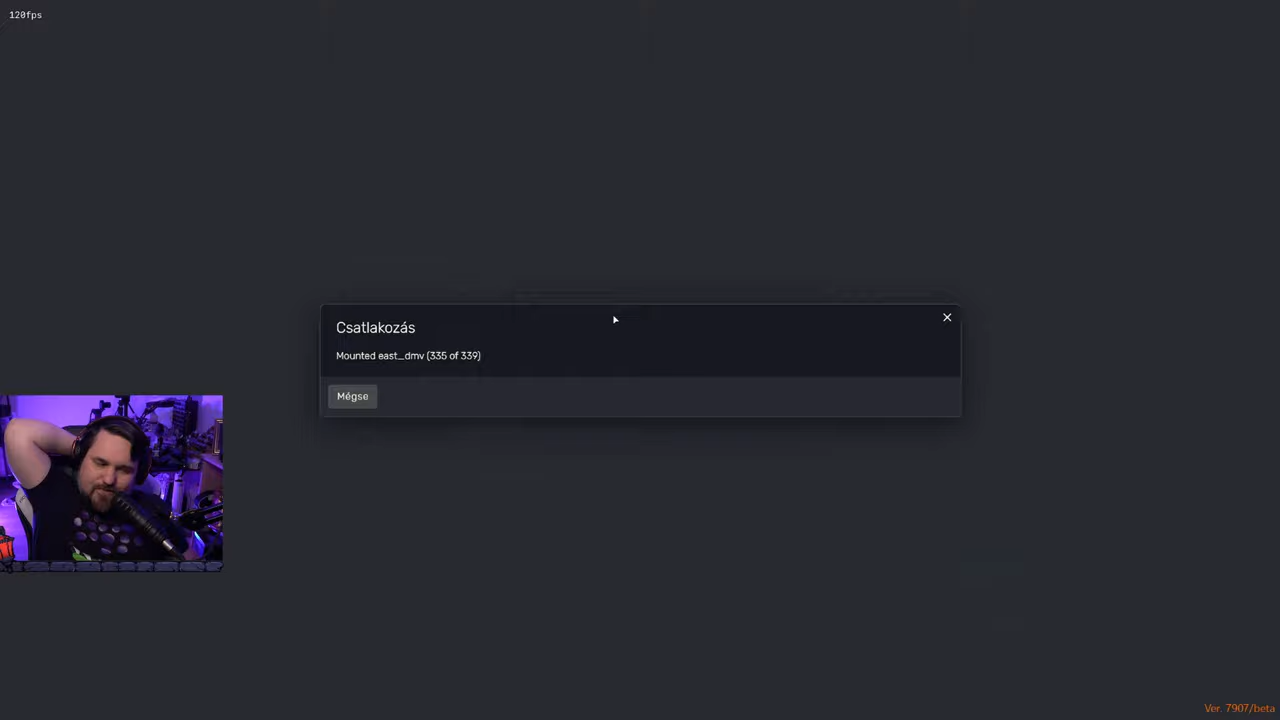 120fps
Csatlakozás
Mounted east_dmv (335 of 339)
Mégse
Ver. 7907/beta